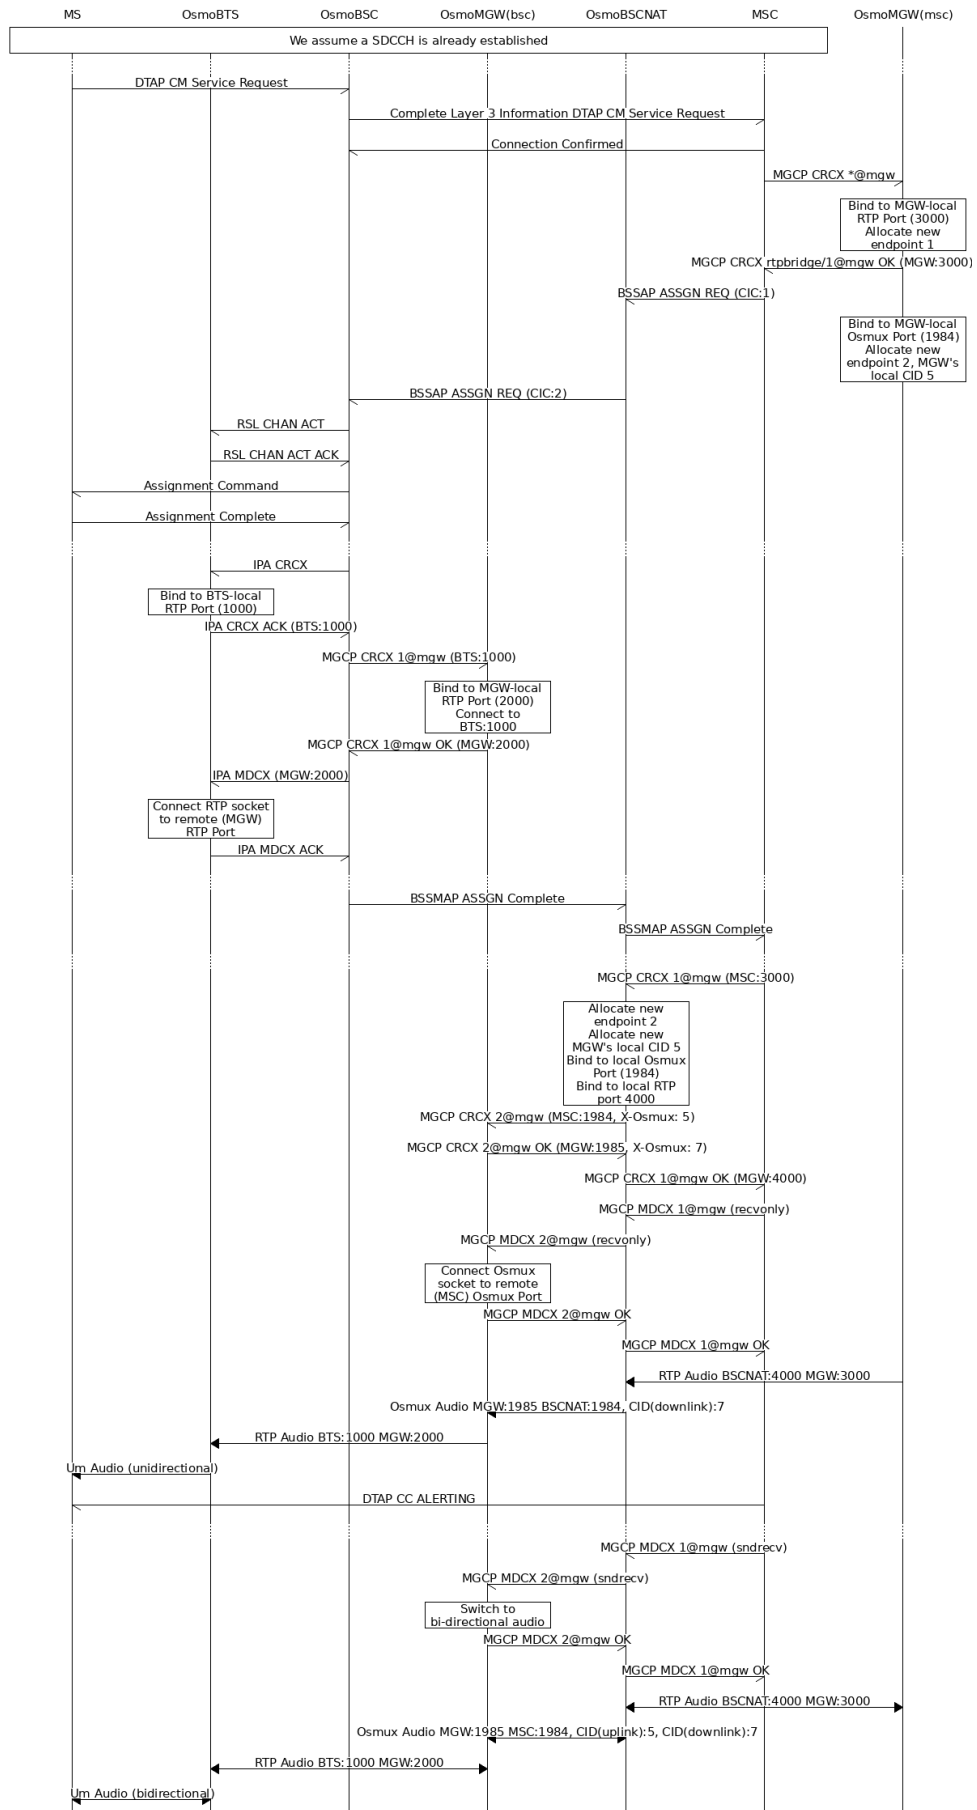 MS OsmoBTS OsmoBSC OsmoMGW(bsc) OsmoBSCNAT MSC OsmoMGW(msc)
We assume a SDCCH is already established
DTAP CM Service Request
Complete Layer 3 Information DTAP CM Service Request
Connection Confirmed
MGCP CRCX *@mgw
Bind to MGW-local
RTP Port (3000)
Allocate new
endpoint 1
MGCP CRCX rtpbridge/1@mgw OK (MGW:3000)
BSSAP ASSGN REQ (CIC:1)
Bind to MGW-local
Osmux Port (1984)
Allocate new
endpoint 2, MGW's
local CID 5
BSSAP ASSGN REQ (CIC:2)
RSL CHAN ACT
RSL CHAN ACT ACK
Assignment Command
Assignment Complete
IPA CRCX
Bind to BTS-local
RTP Port (1000)
IPA CRCX ACK (BTS:1000)
MGCP CRCX 1@mgw (BTS:1000)
Bind to MGW-local
RTP Port (2000)
Connect to
BTS:1000
MGCP CRCX 1@mgw OK (MGW:2000)
IPA MDCX (MGW:2000)
Connect RTP socket
to remote (MGW)
RTP Port
IPA MDCX ACK
BSSMAP ASSGN Complete
BSSMAP ASSGN Complete
MGCP CRCX 1@mgw (MSC:3000)
Allocate new
endpoint 2
Allocate new
MGW's local CID 5
Bind to local Osmux
Port (1984)
Bind to local RTP
port 4000
MGCP CRCX 2@mgw (MSC:1984, X-Osmux: 5)
MGCP CRCX 2@mgw OK (MGW:1985, X-Osmux: 7)
MGCP CRCX 1@mgw OK (MGW:4000)
MGCP MDCX 1@mgw (recvonly)
MGCP MDCX 2@mgw (recvonly)
Connect Osmux
socket to remote
(MSC) Osmux Port
MGCP MDCX 2@mgw OK
MGCP MDCX 1@mgw OK
RTP Audio BSCNAT:4000 MGW:3000
Osmux Audio MGW:1985 BSCNAT:1984, CID(downlink):7
RTP Audio BTS:1000 MGW:2000
Um Audio (unidirectional)
DTAP CC ALERTING
MGCP MDCX 1@mgw (sndrecv)
MGCP MDCX 2@mgw (sndrecv)
Switch to
bi-directional audio
MGCP MDCX 2@mgw OK
MGCP MDCX 1@mgw OK
RTP Audio BSCNAT:4000 MGW:3000
Osmux Audio MGW:1985 MSC:1984, CID(uplink):5, CID(downlink):7
RTP Audio BTS:1000 MGW:2000
Um Audio (bidirectional)